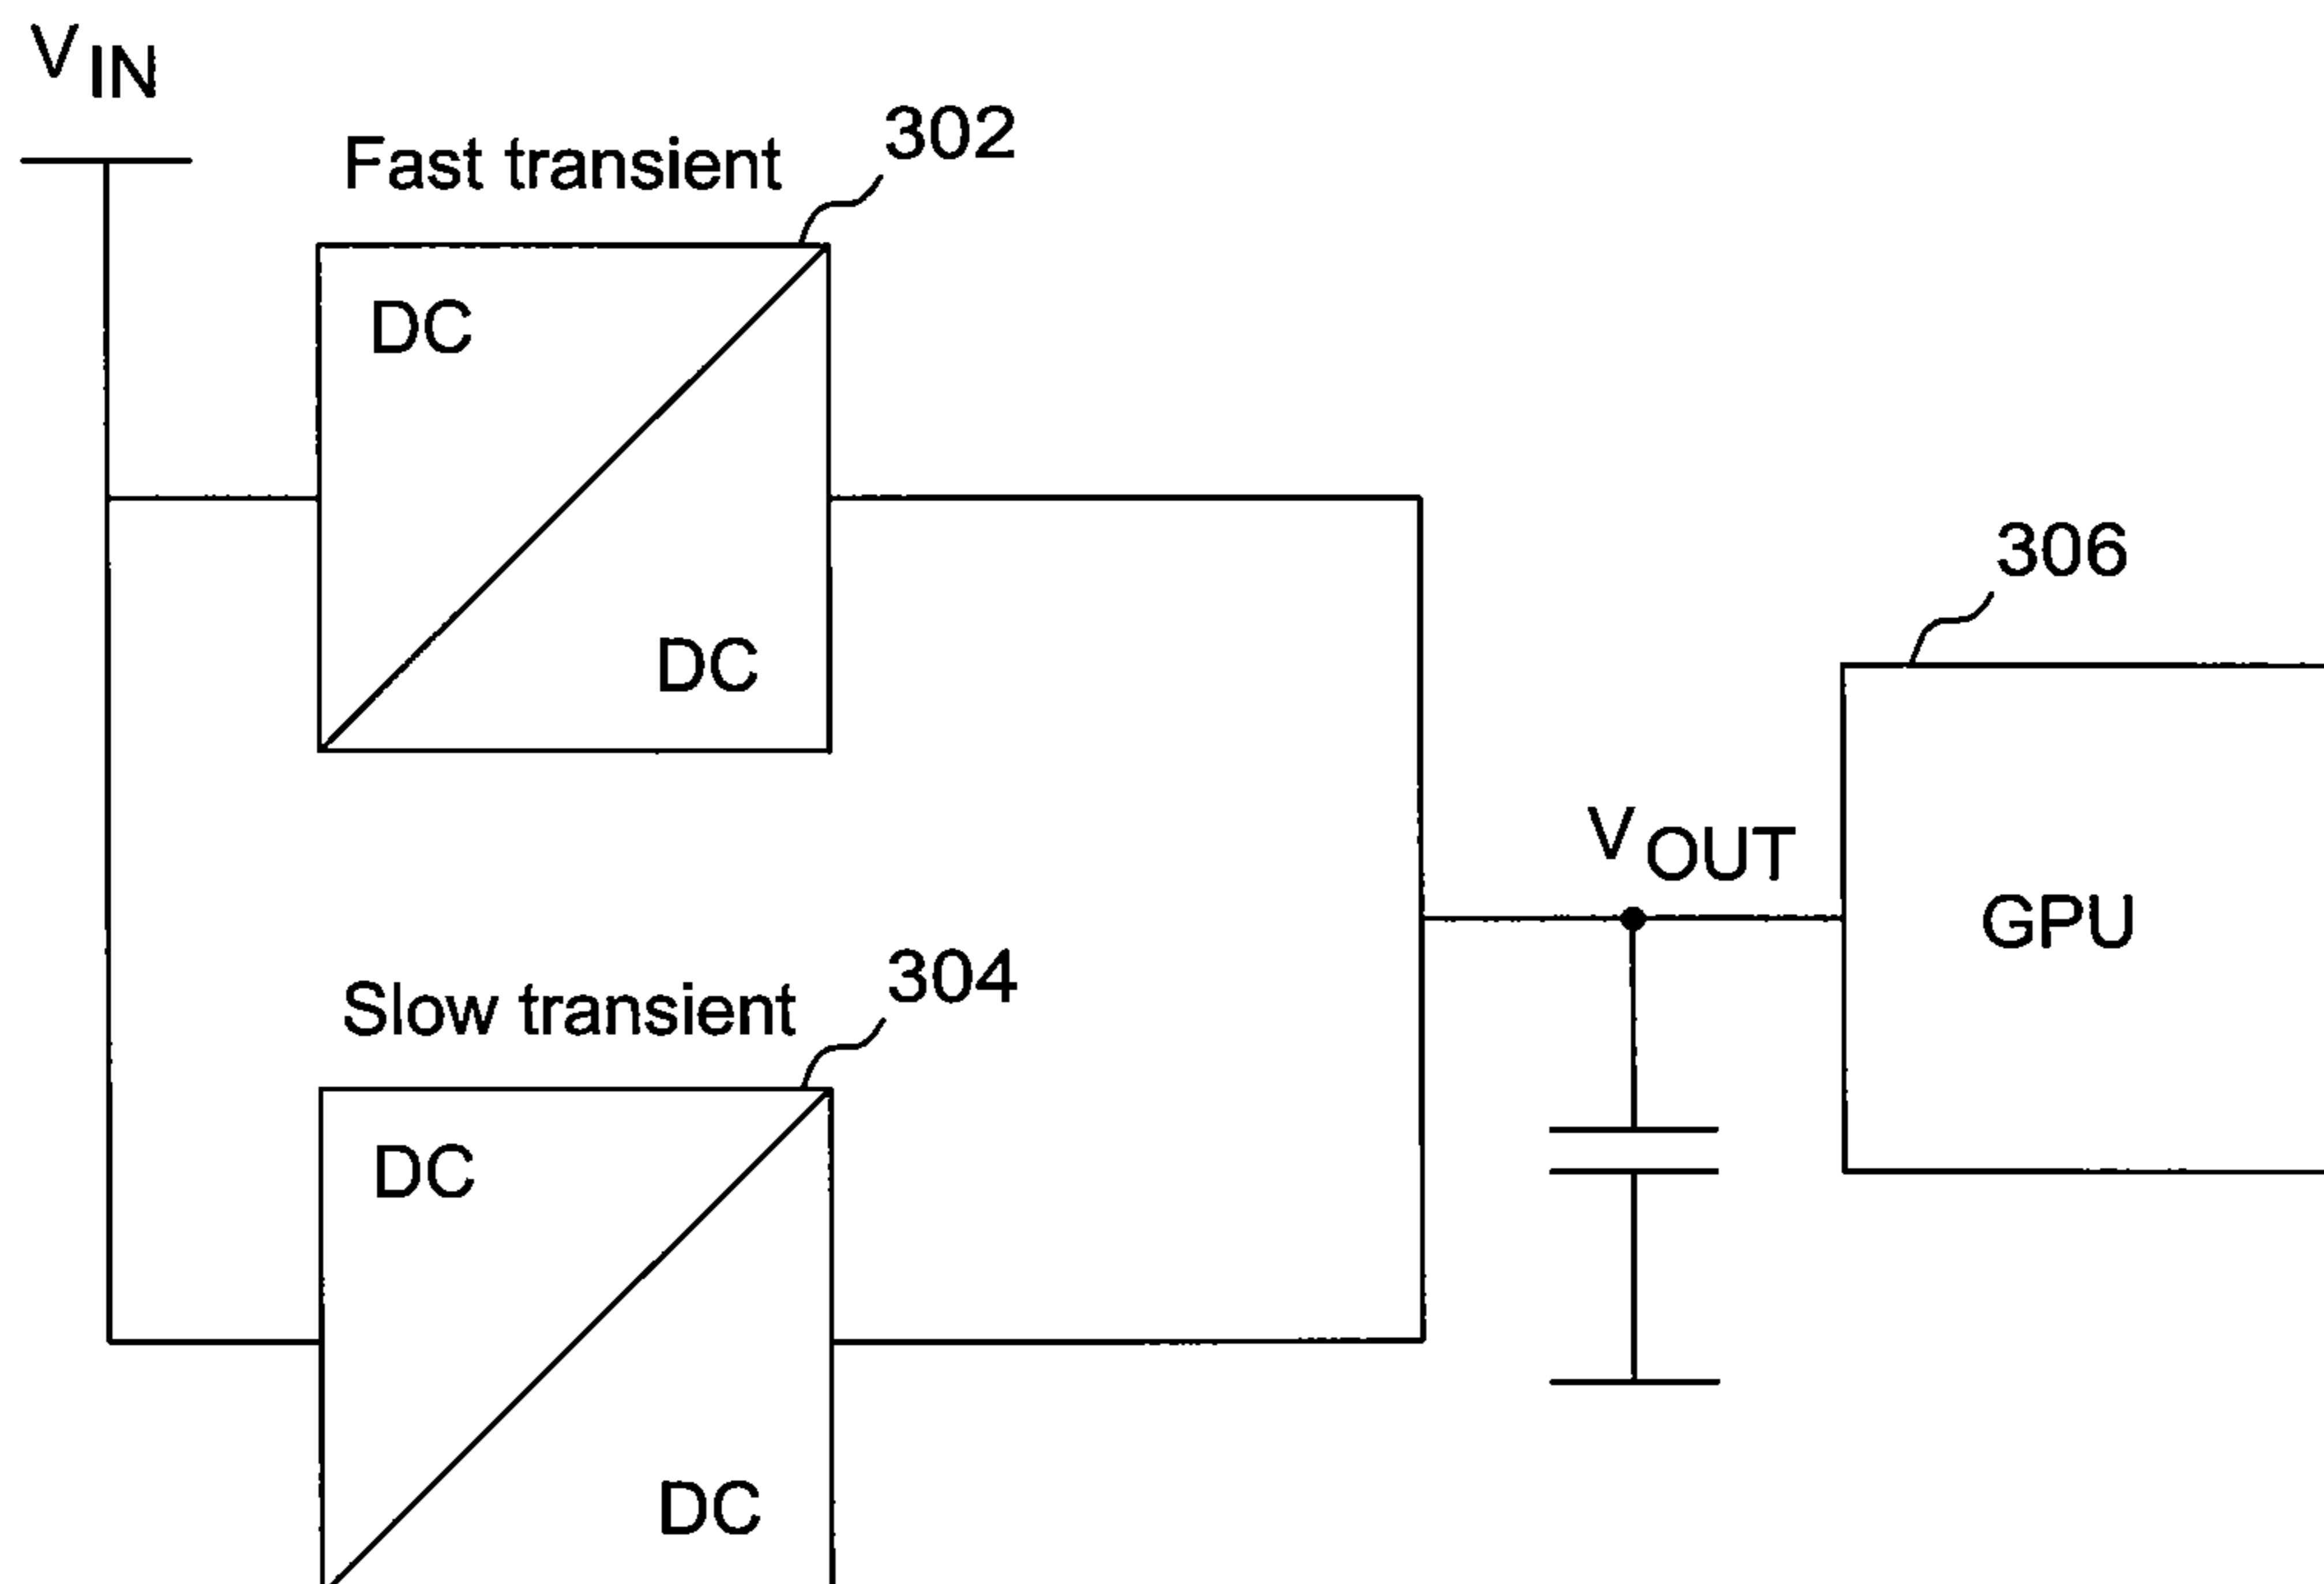 VIN
Fast transient
302
DC
DC
306
VOUT
GPU
Slow transient
304
DC
DC